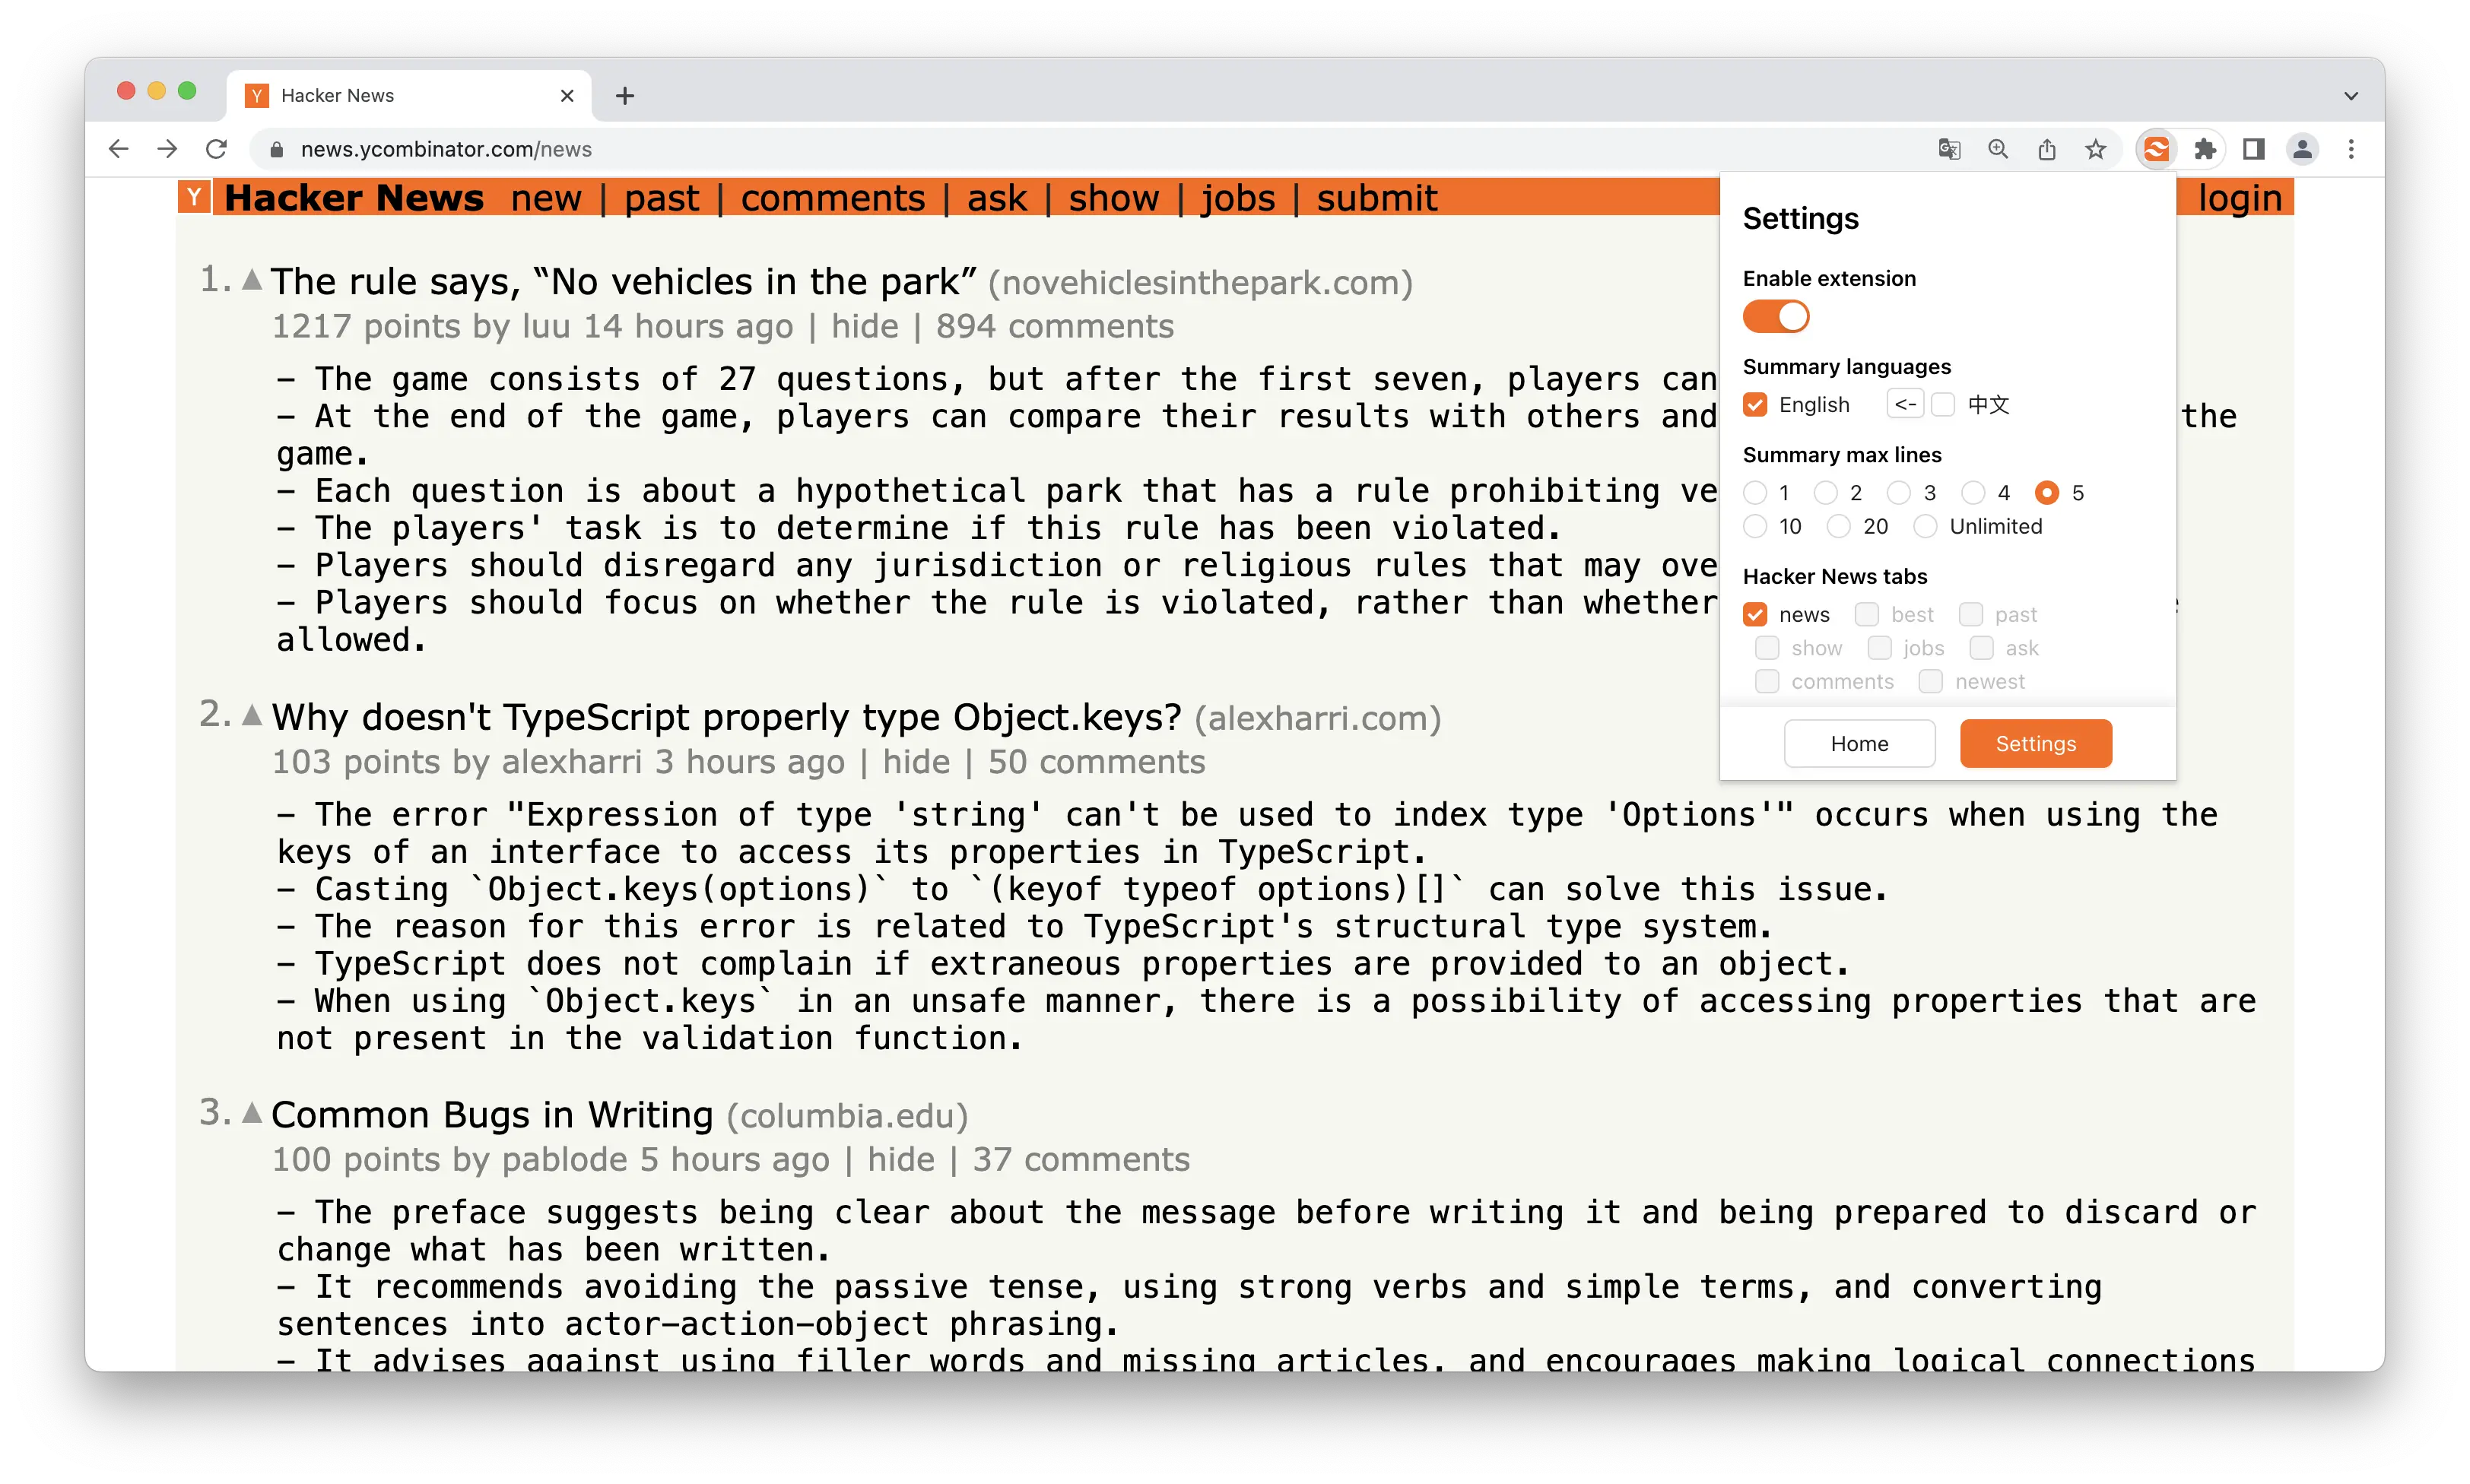 Y Hacker News
news.ycombinator.com/news
Y Hacker News new | past | comments | ask | show | jobs | submit
login
1. The rule says, “No vehicles in the park” (novehiclesinthepark.com)
1217 points by luu 14 hours ago | hide | 894 comments
– The game consists of 27 questions, but after the first seven, players can
– At the end of the game, players can compare their results with others and the
game.
– Each question is about a hypothetical park that has a rule prohibiting
– The players' task is to determine if this rule has been violated.
– Players should disregard any jurisdiction or religious rules that may
– Players should focus on whether the rule is violated, rather than whether
allowed.
2. Why doesn't TypeScript properly type Object.keys? (alexharri.com)
103 points by alexharri 3 hours ago | hide | 50 comments
– The error "Expression of type 'string' can't be used to index type 'Options'" occurs when using the
keys of an interface to access its properties in TypeScript.
– Casting `Object.keys(options)` to `(keyof typeof options)[]` can solve this issue.
– The reason for this error is related to TypeScript's structural type system.
– TypeScript does not complain if extraneous properties are provided to an object.
– When using `Object.keys` in an unsafe manner, there is a possibility of accessing properties that are
not present in the validation function.
3. Common Bugs in Writing (columbia.edu)
100 points by pablode 5 hours ago | hide | 37 comments
– The preface suggests being clear about the message before writing it and being prepared to discard or
change what has been written.
– It recommends avoiding the passive tense, using strong verbs and simple terms, and converting
sentences into actor–action–object phrasing.
– It advises against using filler words and missing articles, and encourages making logical connections
Settings
Enable extension
Summary languages
English <- 中文
Summary max lines
1 2 3 4 5
10 20 Unlimited
Hacker News tabs
news best past
show jobs ask
comments newest
Home Settings